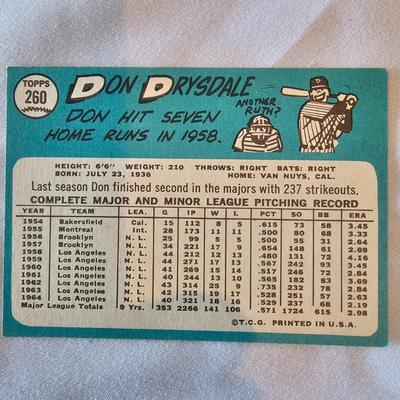 TOPPS
260
DON DRYSDALE
DON HIT SEVEN
HOME RUNS IN 1958.
ANOTHER
RUTH?
HEIGHT: 6'6" WEIGHT: 210 THROWS: RIGHT BATS: RIGHT
BORN: JULY 23, 1936 HOME: VAN NUYS, CAL.
Last season Don finished second in the majors with 237 strikeouts.
COMPLETE MAJOR AND MINOR LEAGUE PITCHING RECORD
YEAR TEAM LEA. G IP W L PCT SO BB ERA
1954 Bakersfield Cal. 15 112 8 5 .615 73 58 3.45
1955 Montreal Int. 28 173 11 11 .500 80 68 3.33
1956 Brooklyn N.L. 25 99 5 5 .500 55 31 2.64
1957 Brooklyn N.L. 34 221 17 9 .654 148 61 2.69
1958 Los Angeles N.L. 44 212 12 13 .480 131 72 4.16
1959 Los Angeles N.L. 44 271 17 13 .567 242 93 3.45
1960 Los Angeles N.L. 41 269 15 14 .517 246 72 2.84
1961 Los Angeles N.L. 40 244 13 10 .565 182 83 3.69
1962 Los Angeles N.L. 43 314 25 9 .735 232 78 2.84
1963 Los Angeles N.L. 42 315 19 17 .528 251 57 2.63
1964 Los Angeles N.L. 40 321 18 16 .529 237 68 2.19
Major League Totals 9 Yrs. 353 2266 141 106 .571 1724 615 2.98
©T.C.G. PRINTED IN U.S.A.